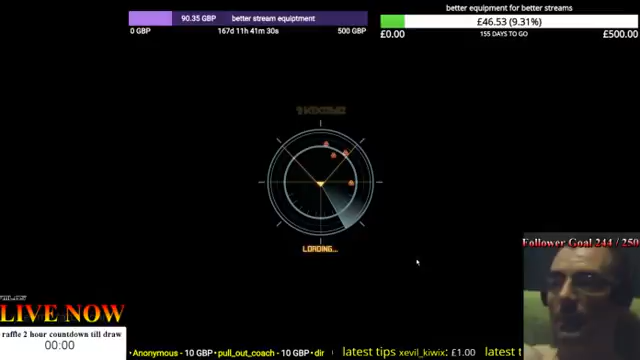 better equipment for better streams
90.35 GBP
better stream equiptment
£46.53 (9.31%)
0 GBP
167d 11h 41m 30s
500 GBP
£0.00
155 DAYS TO GO
£500.00
LOADING...
Follower Goal 244 / 250
LIVE NOW
raffle 2 hour countdown till draw
00:00
• Anonymous - 10 GBP • pull_out_coach - 10 GBP • dir
latest tips xevil_kiwix: £1.00
latest t